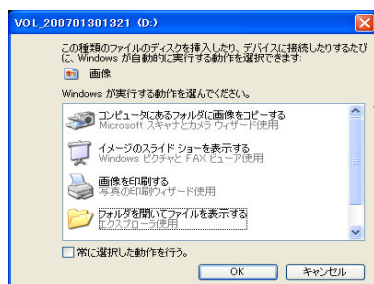 VOL_200701301321 (D:)
この種類のファイルのディスクを挿入したり、デバイスに接続したりするたび
に、Windows が自動的に実行する動作を選択できます:
画像
Windows が実行する動作を選んでください。
コンピュータにあるフォルダに画像をコピーする
Microsoft スキャナとカメラ ウィザード使用
イメージのスライド ショーを表示する
Windows ピクチャと FAX ビューア使用
画像を印刷する
写真の印刷ウィザード使用
フォルダを開いてファイルを表示する
エクスプローラ使用
常に選択した動作を行う。
OK キャンセル